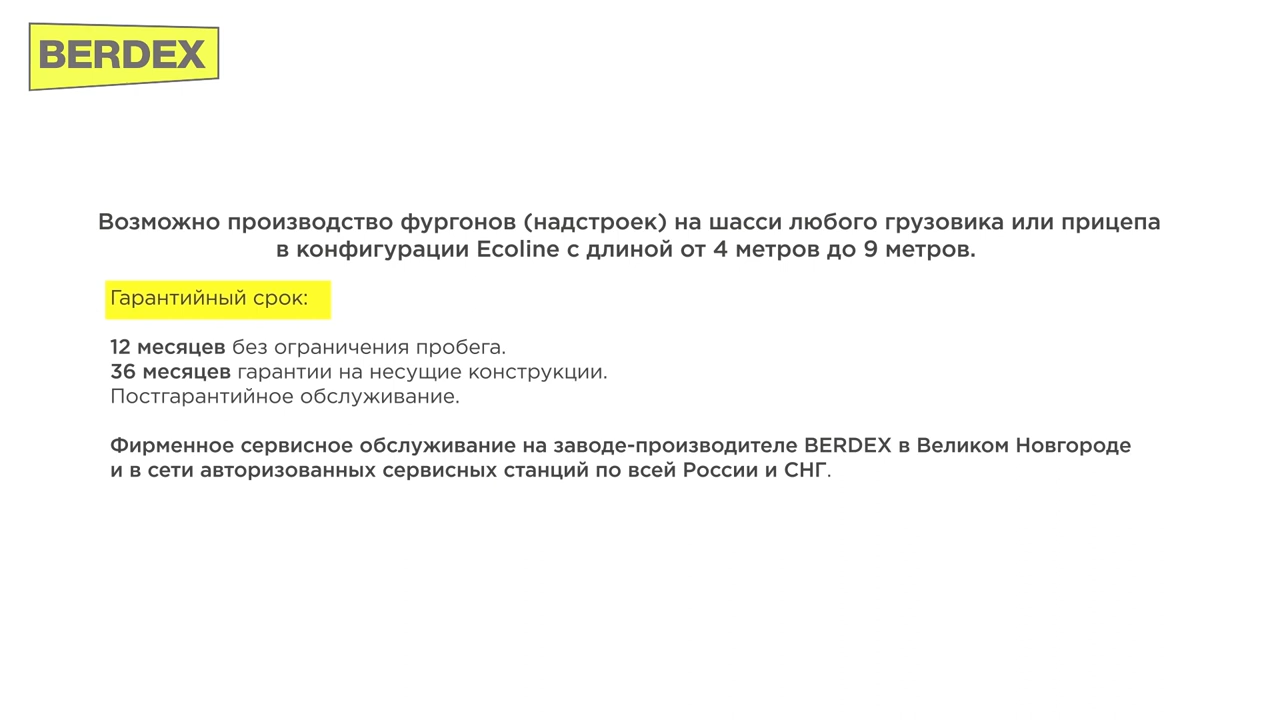 BERDEX
Возможно производство фургонов (надстроек) на шасси любого грузовика или прицепа
в конфигурации Ecoline с длиной от 4 метров до 9 метров.
Гарантийный срок:
12 месяцев без ограничения пробега.
36 месяцев гарантии на несущие конструкции.
Постгарантийное обслуживание.
Фирменное сервисное обслуживание на заводе-производителе BERDEX в Великом Новгороде
и в сети авторизованных сервисных станций по всей России и СНГ.